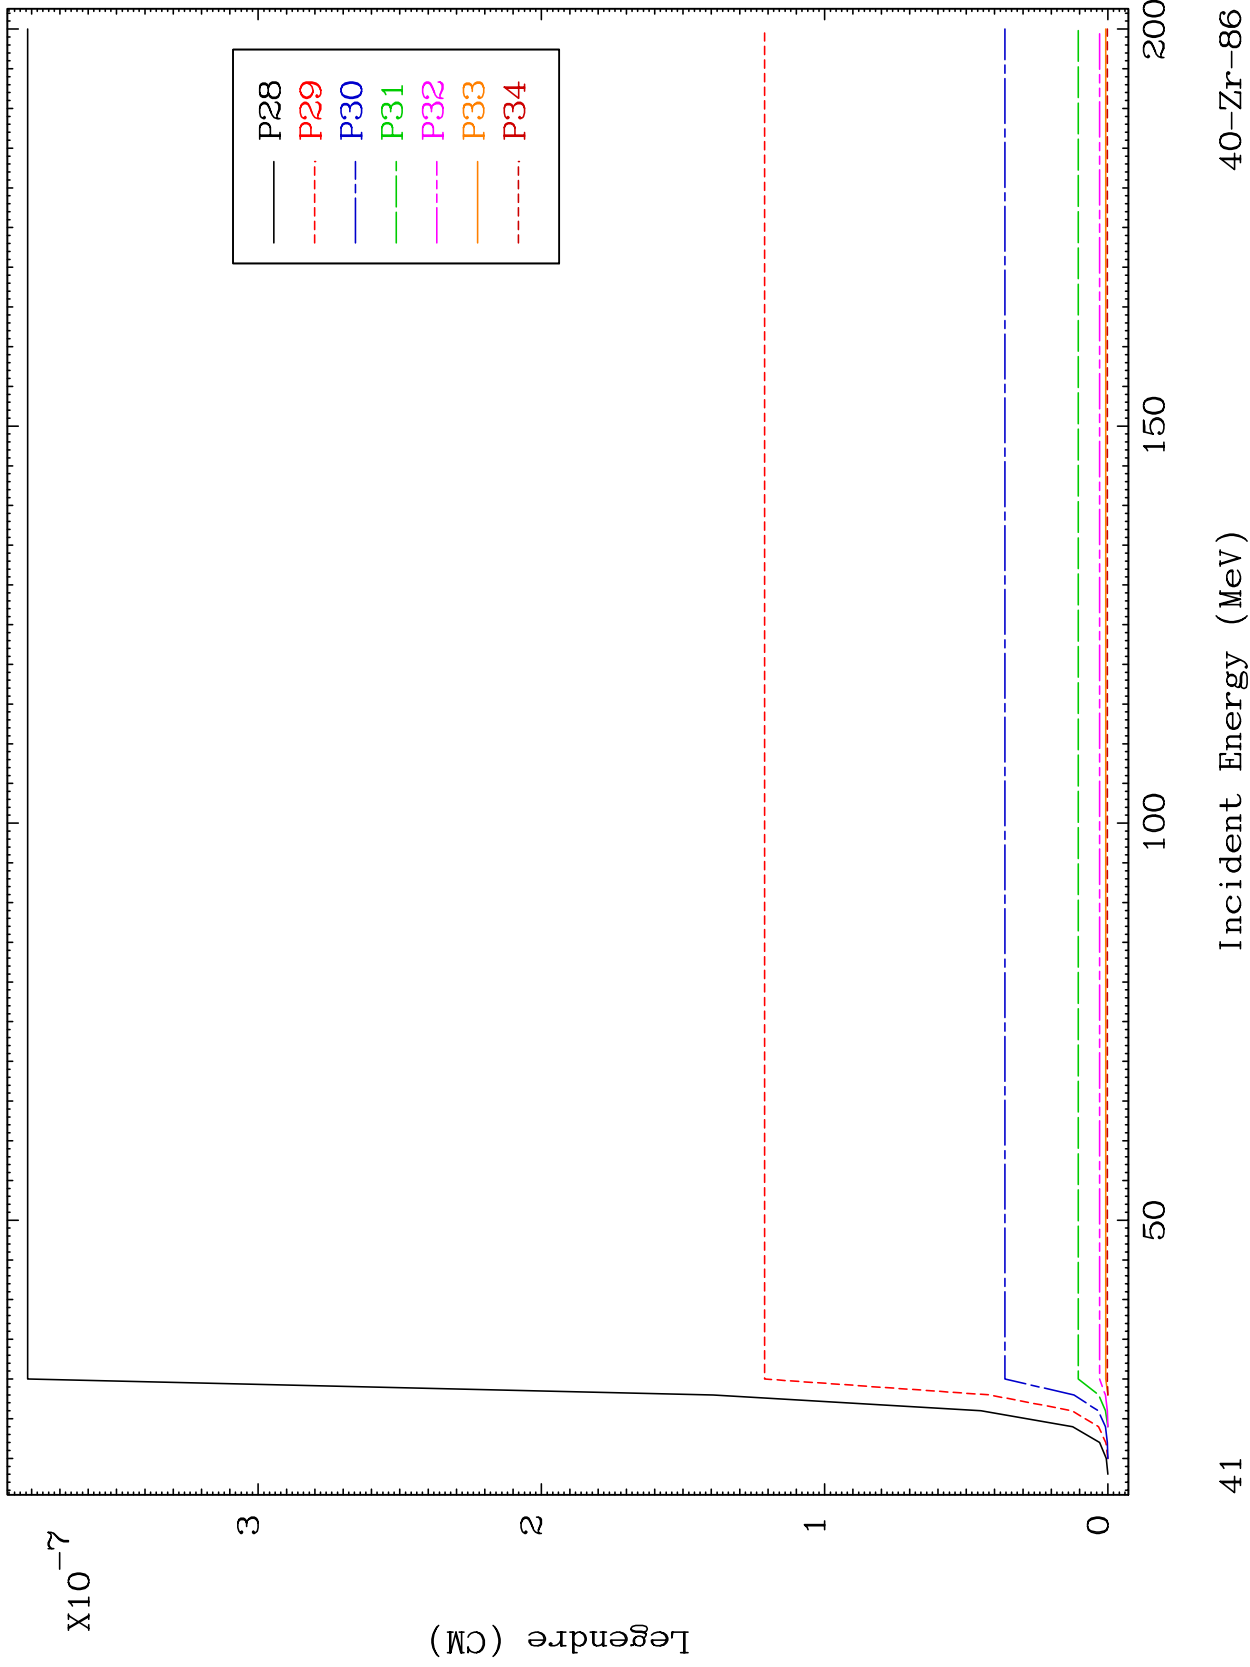 X10-7
3
2
1
0
Legendre (CM)
P28
P29
P30
P31
P32
P33
P34
50
100
150
200
Incident Energy (MeV)
41
40-Zr-86